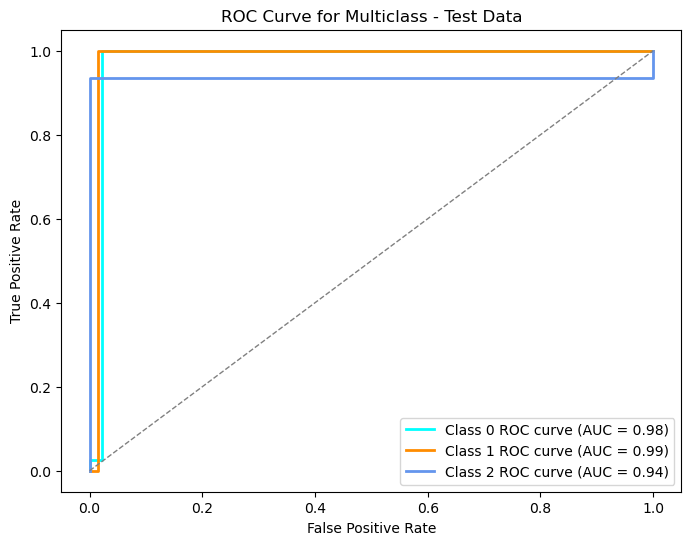 ROC Curve for Multiclass - Test Data
True Positive Rate
1.0
0.8
0.6
0.4
0.2
0.0
Class 0 ROC curve (AUC = 0.98)
Class 1 ROC curve (AUC = 0.99)
Class 2 ROC curve (AUC = 0.94)
0.0 0.2 0.4 0.6 0.8 1.0
False Positive Rate